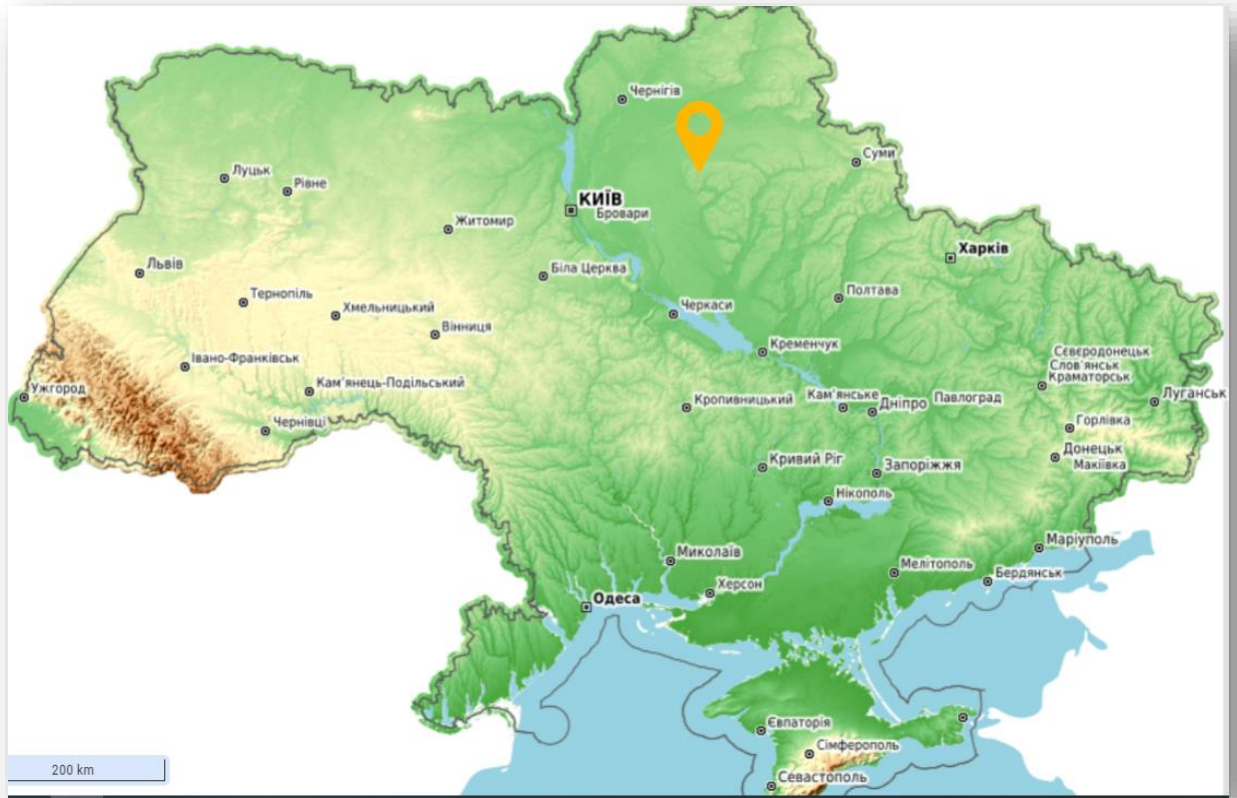 Чернігів
Суми
Луцьк
Рівне
КИЇВ
Бровари
Житомир
Харків
Львів
Біла Церква
Тернопіль
Хмельницький
Черкаси
Полтава
Вінниця
Кременчук
Івано-Франківськ
Сєвєродонецьк
Слов'янськ
Краматорськ
Ужгород
Кам'янець-Подільський
Кропивницький
Кам'янське
Дніпро
Павлоград
Луганськ
Чернівці
Горлівка
Донецьк
Макіївка
Кривий Ріг
Запоріжжя
Нікополь
Миколаїв
Маріуполь
Мелітополь
Бердянськ
Херсон
Одеса
Євпаторія
Сімферополь
Севастополь
200 km